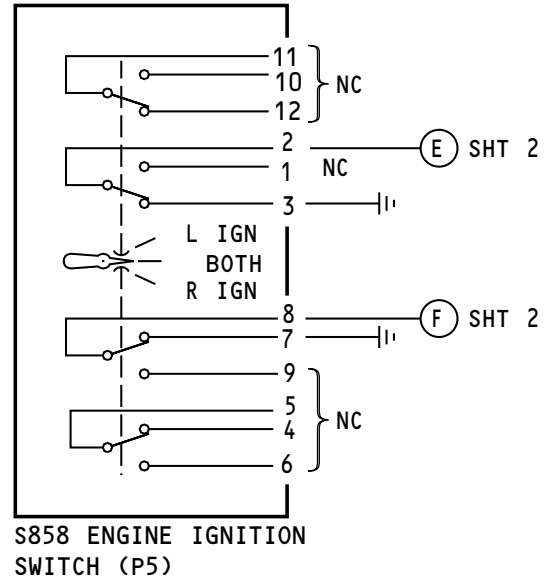 11
10
NC
12
2
E SHT 2
1 NC
3
L IGN
BOTH
R IGN
8
F SHT 2
7
9
5
NC
4
6
S858 ENGINE IGNITION
SWITCH (P5)